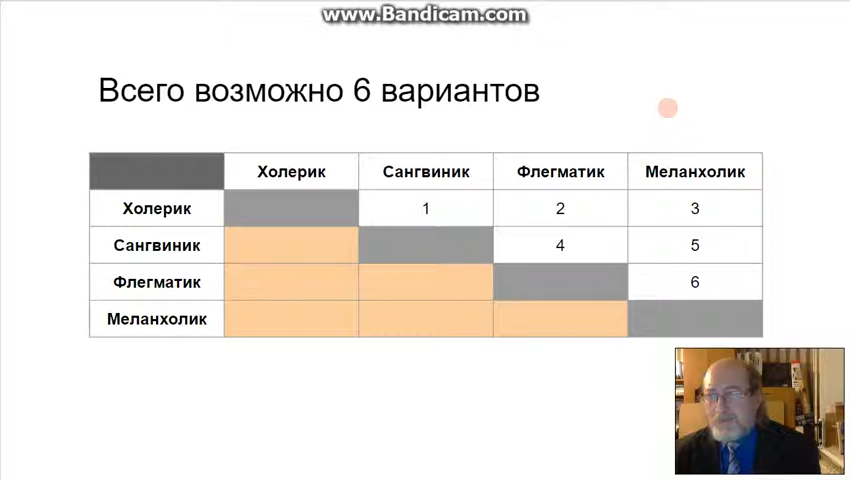 www.Bandicam.com
Всего возможно 6 вариантов
Холерик Сангвиник Флегматик Меланхолик
Холерик 1 2 3
Сангвиник 4 5
Флегматик 6
Меланхолик